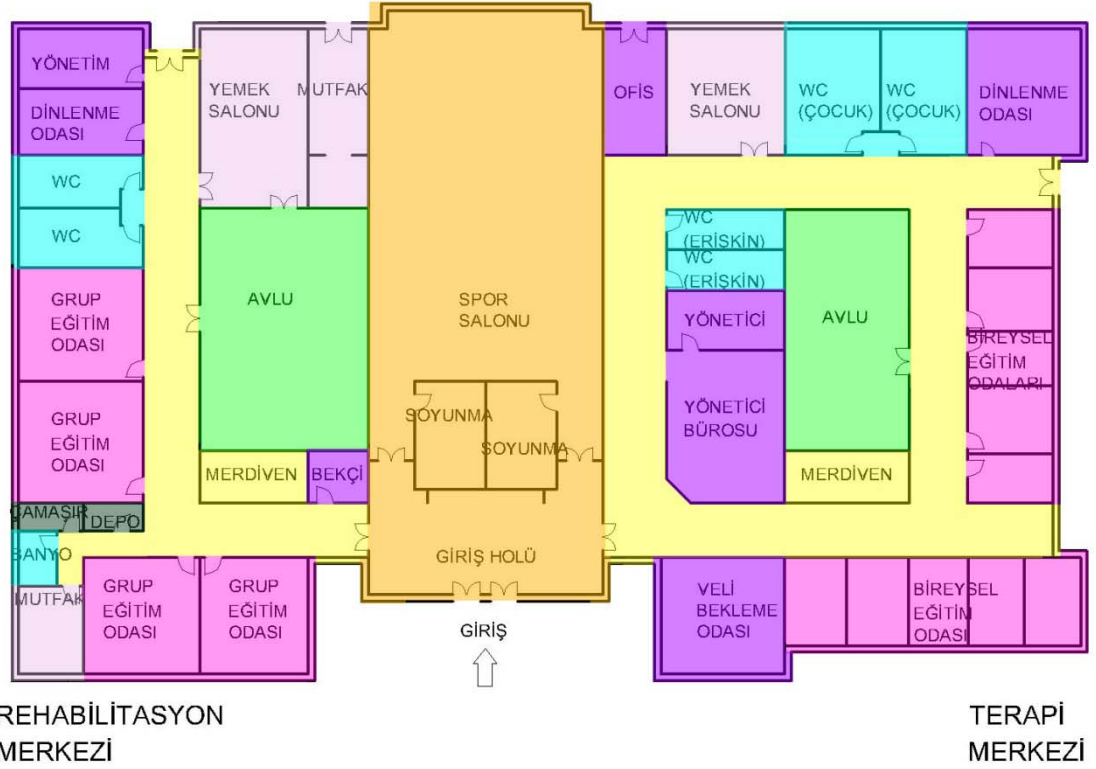 YÖNETİM
DİNLENME
ODASI
WC
WC
GRUP
EĞİTİM
ODASI
GRUP
EĞİTİM
ODASI
ÇAMAŞIR
DEPO
BANYO
MUTFAK
GRUP
EĞİTİM
ODASI
GRUP
EĞİTİM
ODASI
YEMEK
SALONU
MUTFAK
AVLU
MERDİVEN
BEKÇİ
SPOR
SALONU
SOYUNMA
SOYUNMA
GİRİŞ HOLÜ
GİRİŞ
OFİS
YEMEK
SALONU
WC
(ÇOCUK)
WC
(ÇOCUK)
DİNLENME
ODASI
WC
(ERİSKİN)
WC
(ERİŞKİN)
YÖNETİCİ
YÖNETİCİ
BÜROSU
AVLU
MERDİVEN
BİREYSEL
EĞİTİM
ODALARI
VELİ
BEKLEME
ODASI
BİREYSEL
EĞİTİM
ODASI
REHABİLİTASYON
MERKEZİ
TERAPİ
MERKEZİ